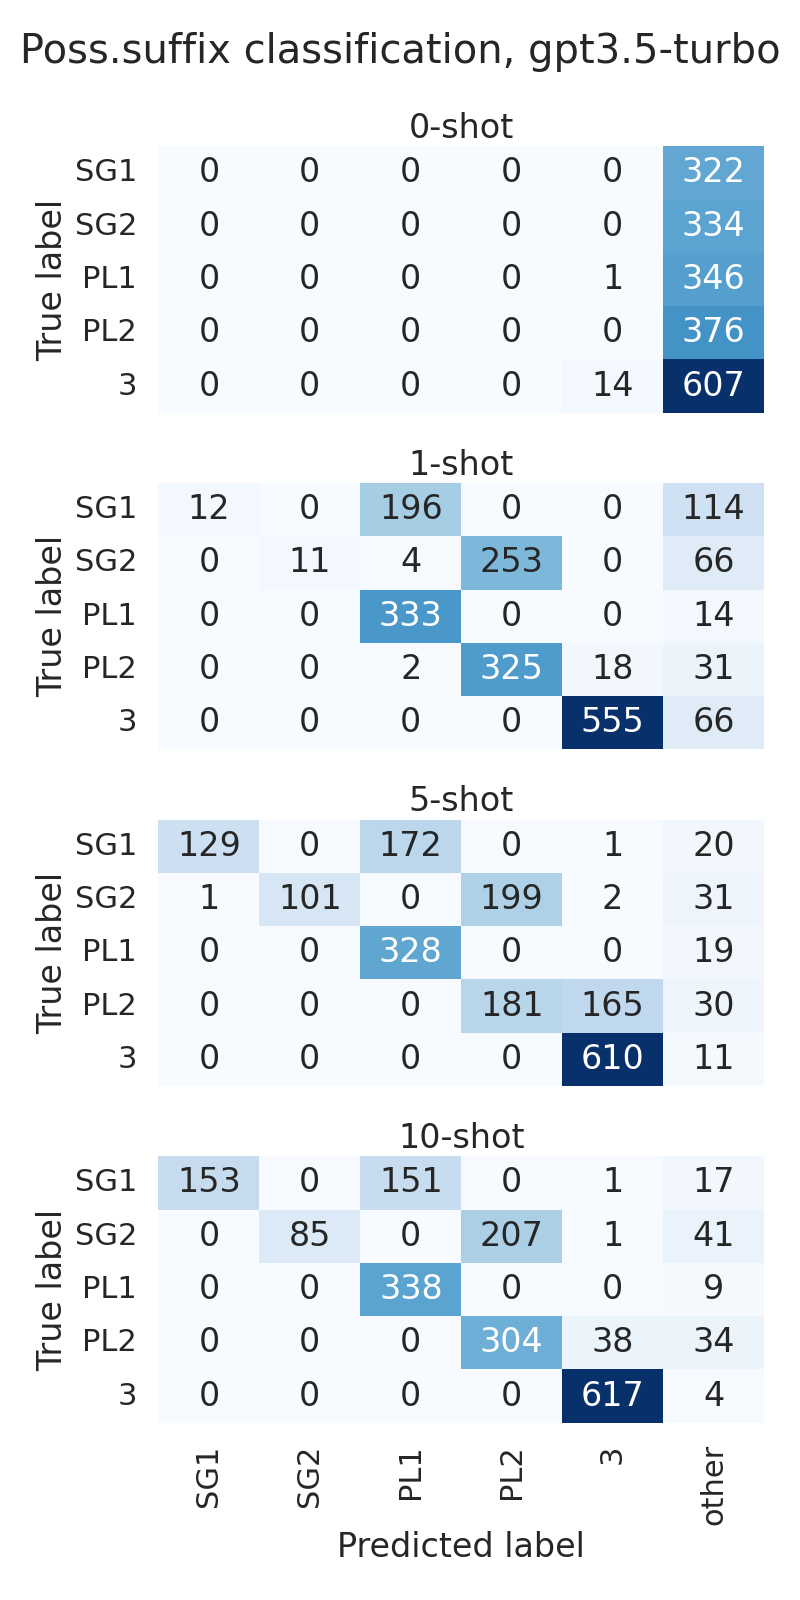 Poss.suffix classification, gpt3.5-turbo
0-shot
True label
SG1 0 0 0 0 0 322
SG2 0 0 0 0 0 334
PL1 0 0 0 0 1 346
PL2 0 0 0 0 0 376
3 0 0 0 0 14 607
1-shot
True label
SG1 12 0 196 0 0 114
SG2 0 11 4 253 0 66
PL1 0 0 333 0 0 14
PL2 0 0 2 325 18 31
3 0 0 0 0 555 66
5-shot
True label
SG1 129 0 172 0 1 20
SG2 1 101 0 199 2 31
PL1 0 0 328 0 0 19
PL2 0 0 0 181 165 30
3 0 0 0 0 610 11
10-shot
True label
SG1 153 0 151 0 1 17
SG2 0 85 0 207 1 41
PL1 0 0 338 0 0 9
PL2 0 0 0 304 38 34
3 0 0 0 0 617 4
SG1 SG2 PL1 PL2 3 other
Predicted label